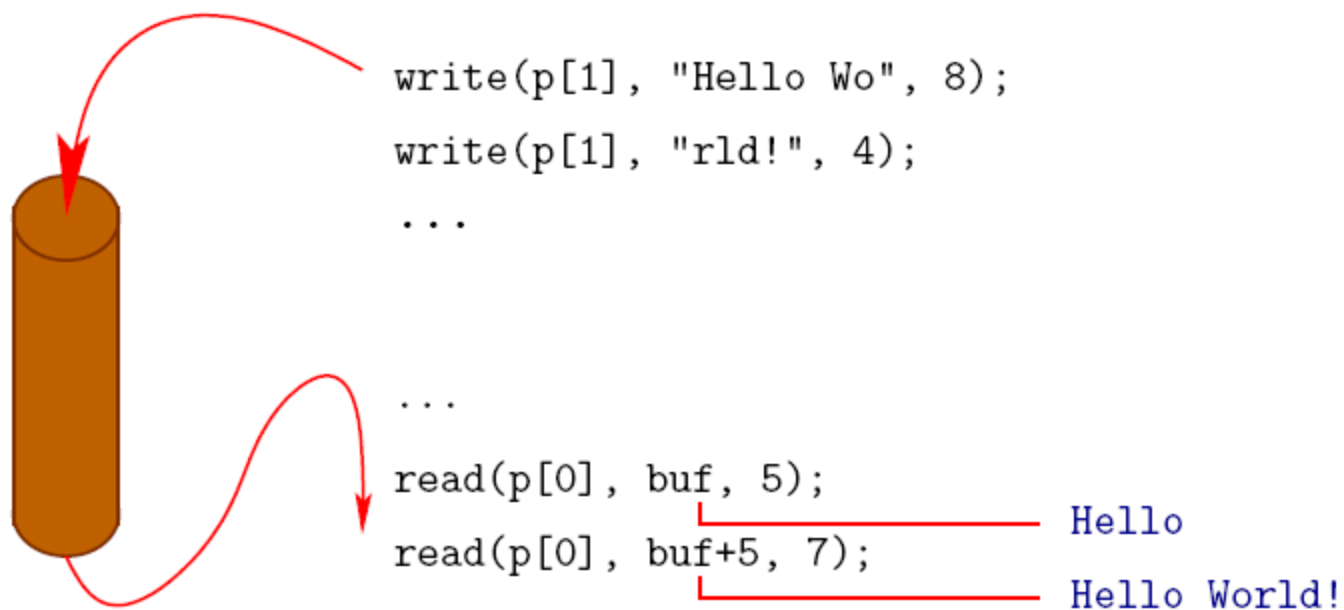 write(p[1], "Hello Wo", 8);
write(p[1], "rld!", 4);
...
...
read(p[0], buf, 5);
Hello
read(p[0], buf+5, 7);
Hello World!